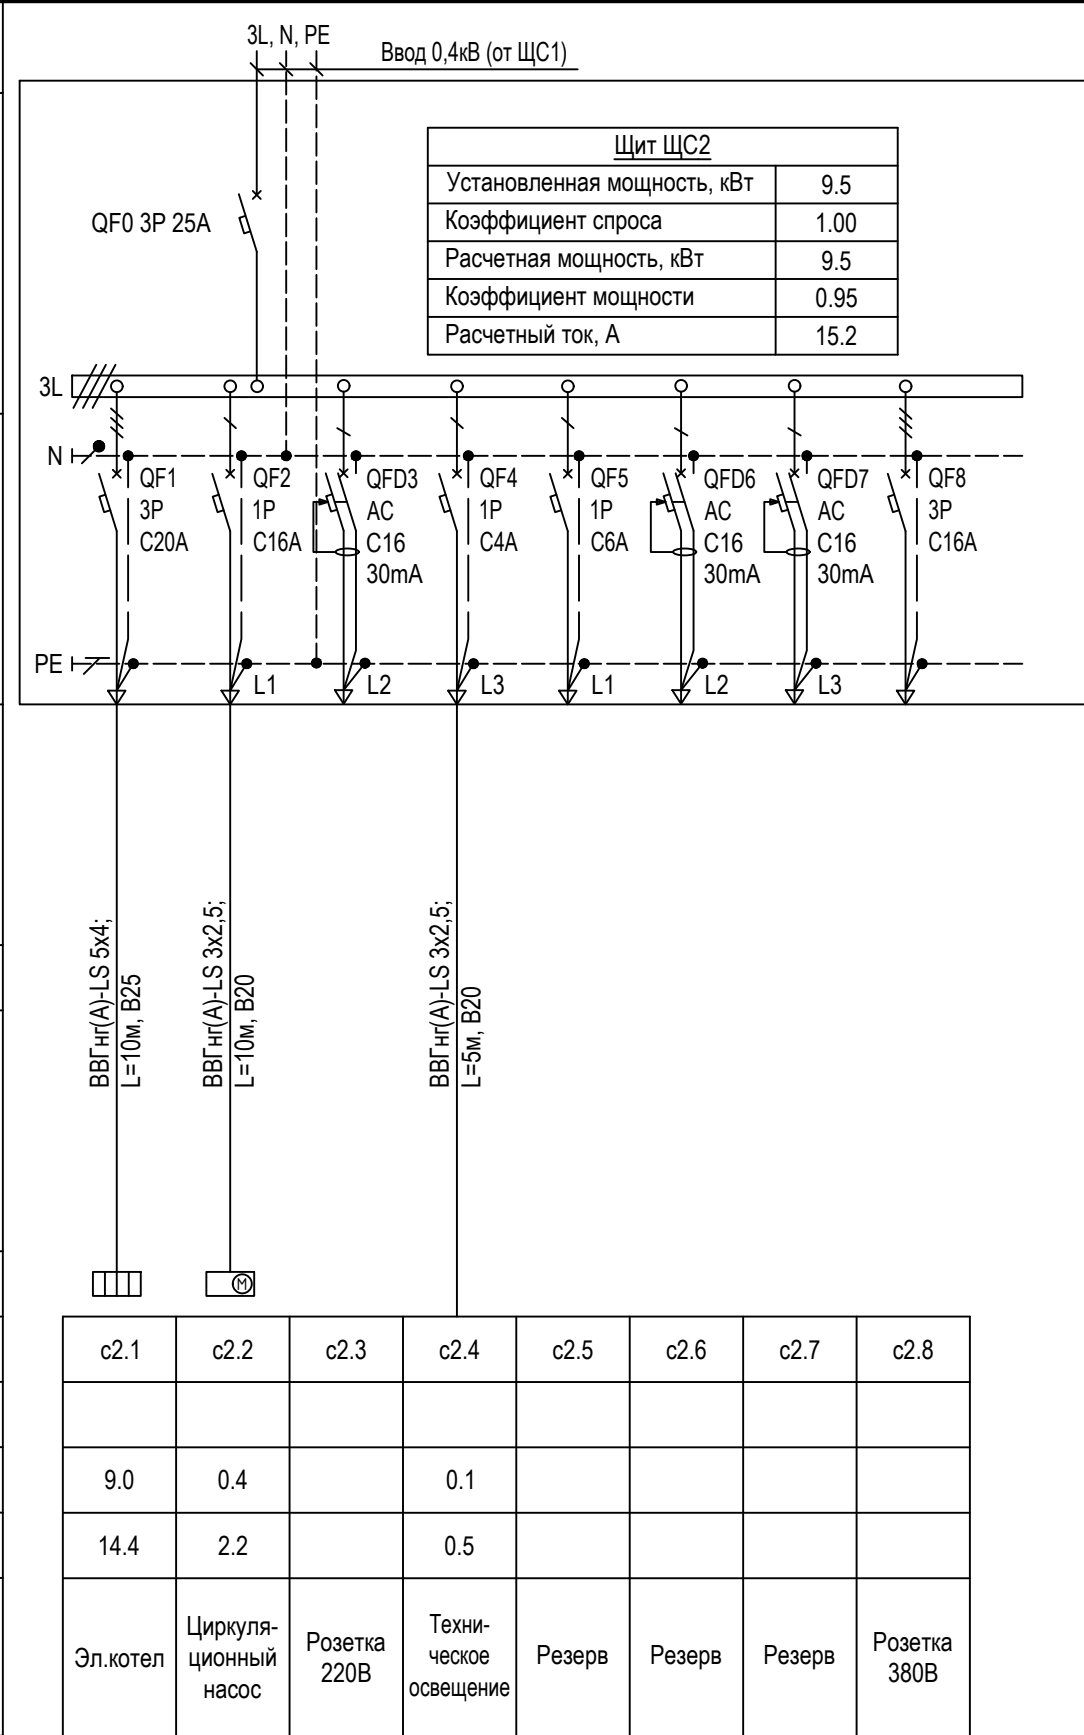 3L, N, PE
Ввод 0,4кВ (от ЩС1)
Щит ЩС2
Установленная мощность, кВт 9.5
Коэффициент спроса 1.00
Расчетная мощность, кВт 9.5
Коэффициент мощности 0.95
Расчетный ток, А 15.2
QF0 3P 25A
3L
N
QF1
3P
C20A
QF2
1P
C16A
QFD3
AC
C16
30mA
QF4
1P
C4A
QF5
1P
C6A
QFD6
AC
C16
30mA
QFD7
AC
C16
30mA
QF8
3P
C16A
PE
L1 L2 L3 L1 L2 L3
ВВГнг(А)-LS 5х4;
L=10м, В25
ВВГнг(А)-LS 3х2,5;
L=10м, В20
ВВГнг(А)-LS 3х2,5;
L=5м, В20
M
с2.1 с2.2 с2.3 с2.4 с2.5 с2.6 с2.7 с2.8
9.0 0.4 0.1
14.4 2.2 0.5
Эл.котел
Циркуля-
ционный
насос
Розетка
220В
Техни-
ческое
освещение
Резерв
Резерв
Резерв
Розетка
380В